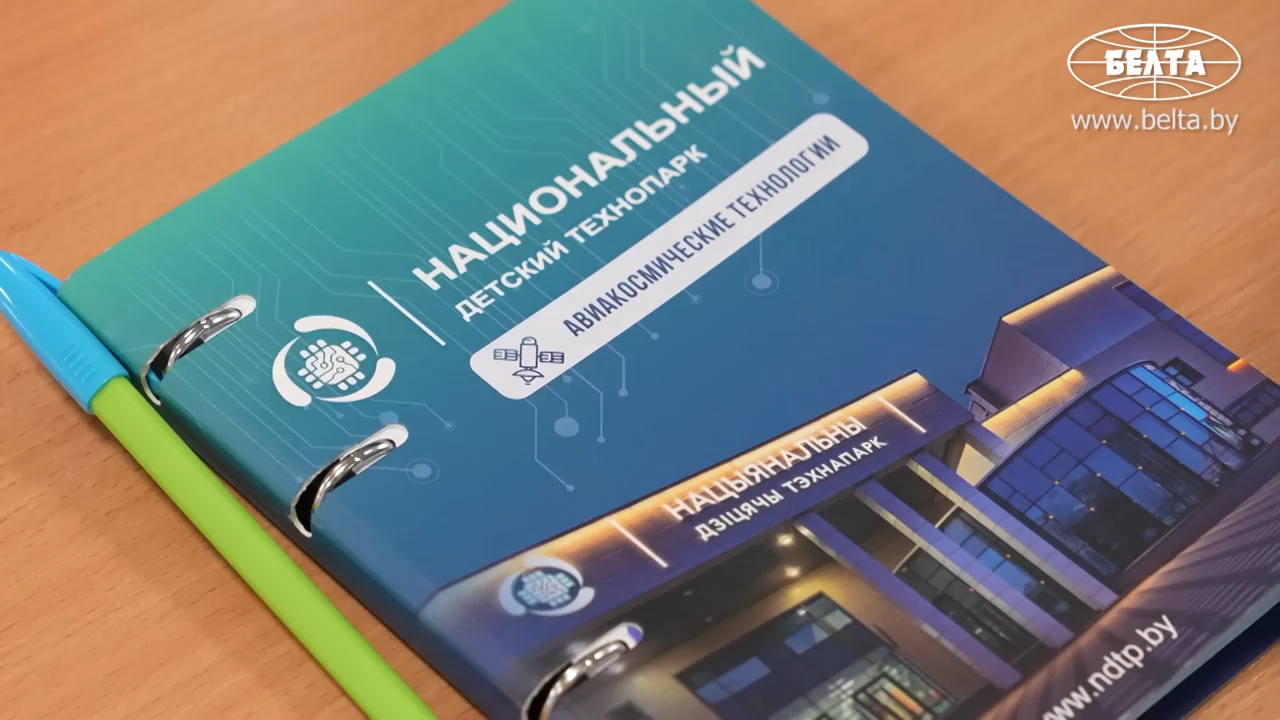 БЕЛТА
www.belta.by
НАЦИОНАЛЬНЫЙ
ДЕТСКИЙ ТЕХНОПАРК
АВИАКОСМИЧЕСКИЕ ТЕХНОЛОГИИ
НАЦЫЯНАЛЬНЫ
ДЗІЦЯЧЫ ТЭХНАПАРК
www.ndtp.by